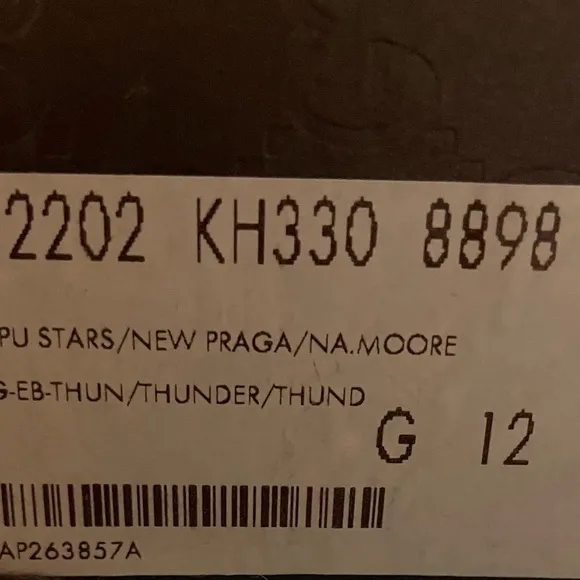 2202 KH330 8898
PU STARS/NEW PRAGA/NA.MOORE
G-EB-THUN/THUNDER/THUND
G 12
AP263857A